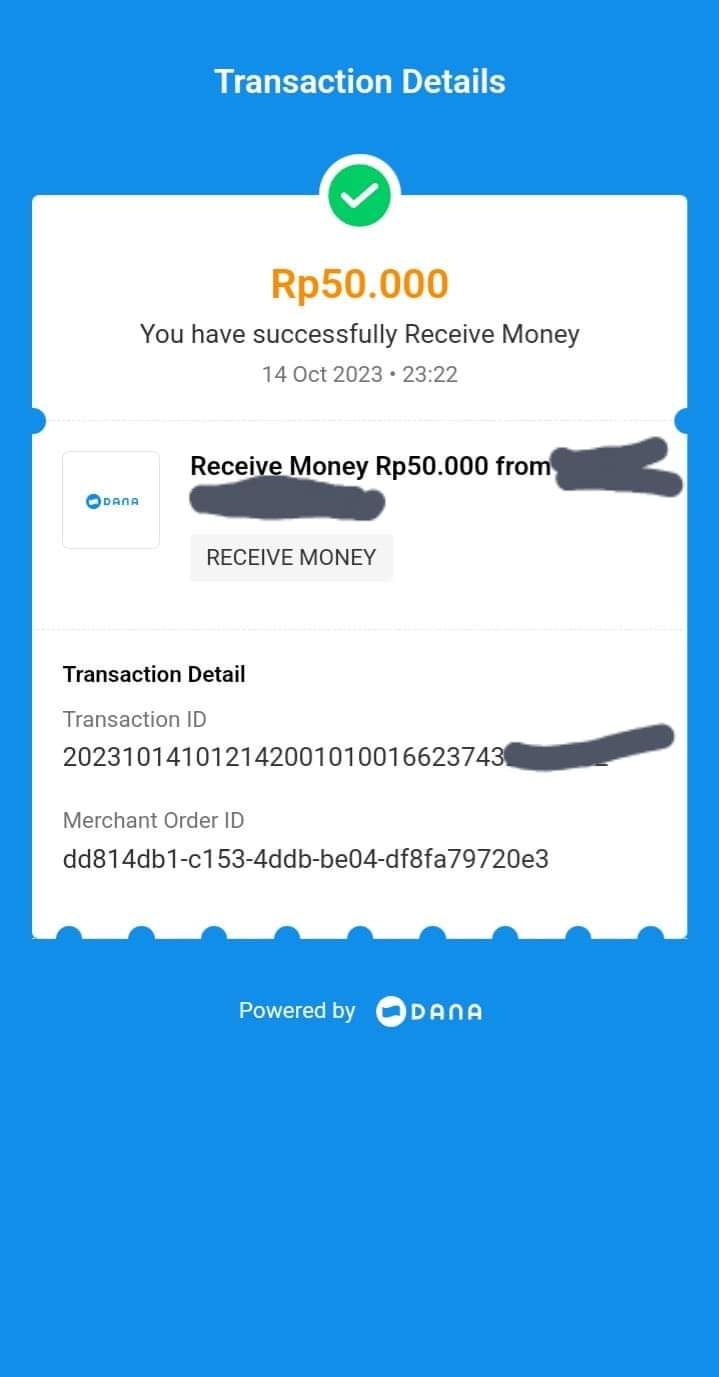 Transaction Details
Rp50.000
You have successfully Receive Money
14 Oct 2023 • 23:22
DANA
Receive Money Rp50.000 from
RECEIVE MONEY
Transaction Detail
Transaction ID
202310141012142001010016623743
Merchant Order ID
dd814db1-c153-4ddb-be04-df8fa79720e3
Powered by DANA